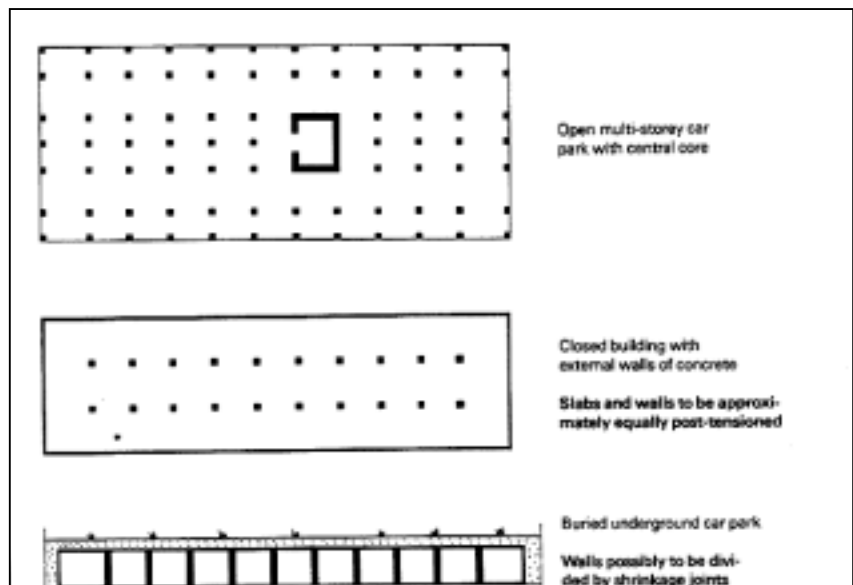 Open multi-storey car
park with central core
Closed building with
external walls of concrete
Slabs and walls to be approxi-
mately equally post-tensioned
Buried underground car park
Walls possibly to be divi-
ded by shrinkage joints